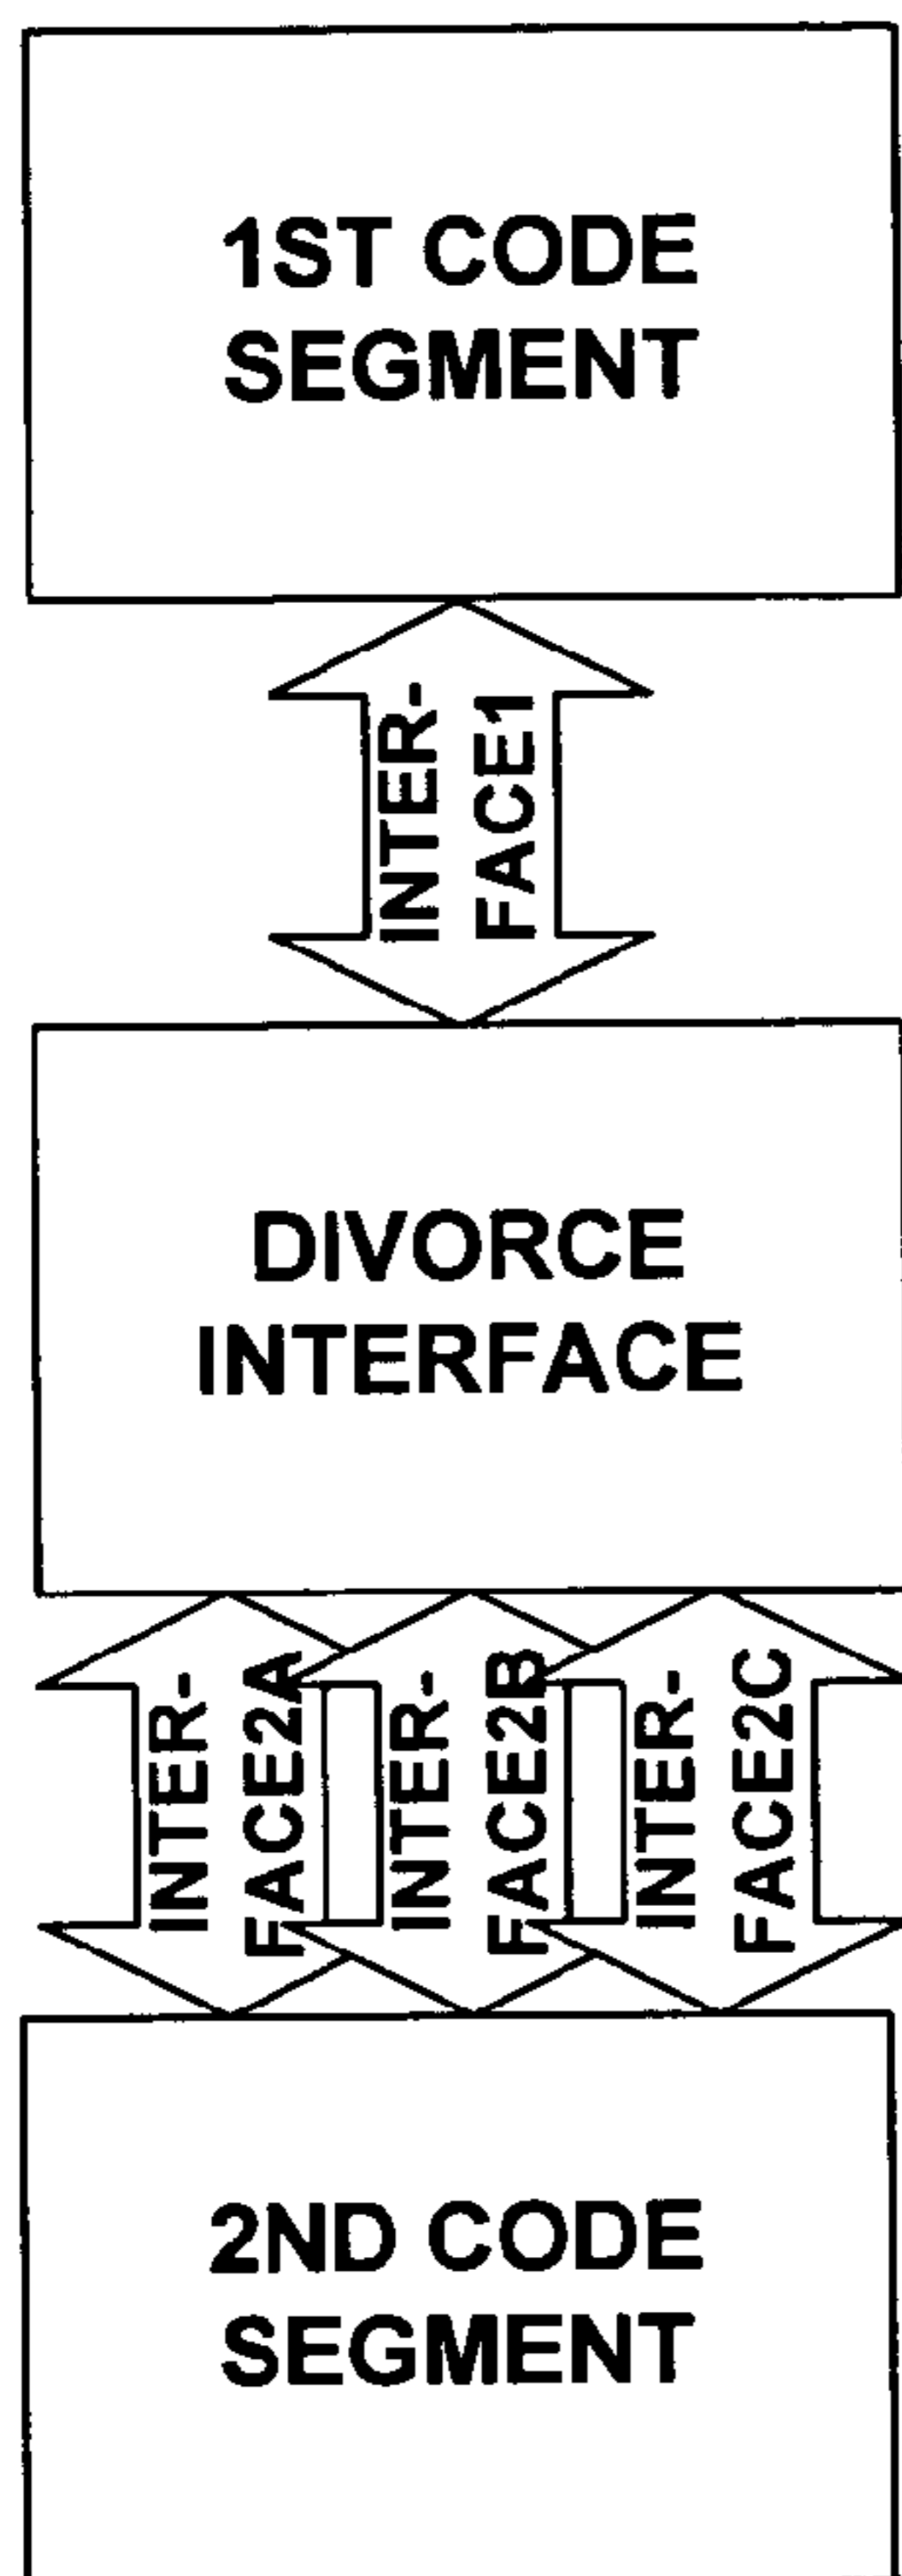 1ST CODE
SEGMENT
INTER-
FACE1
DIVORCE
INTERFACE
INTER-
FACE2A
INTER-
FACE2B
INTER-
FACE2C
2ND CODE
SEGMENT